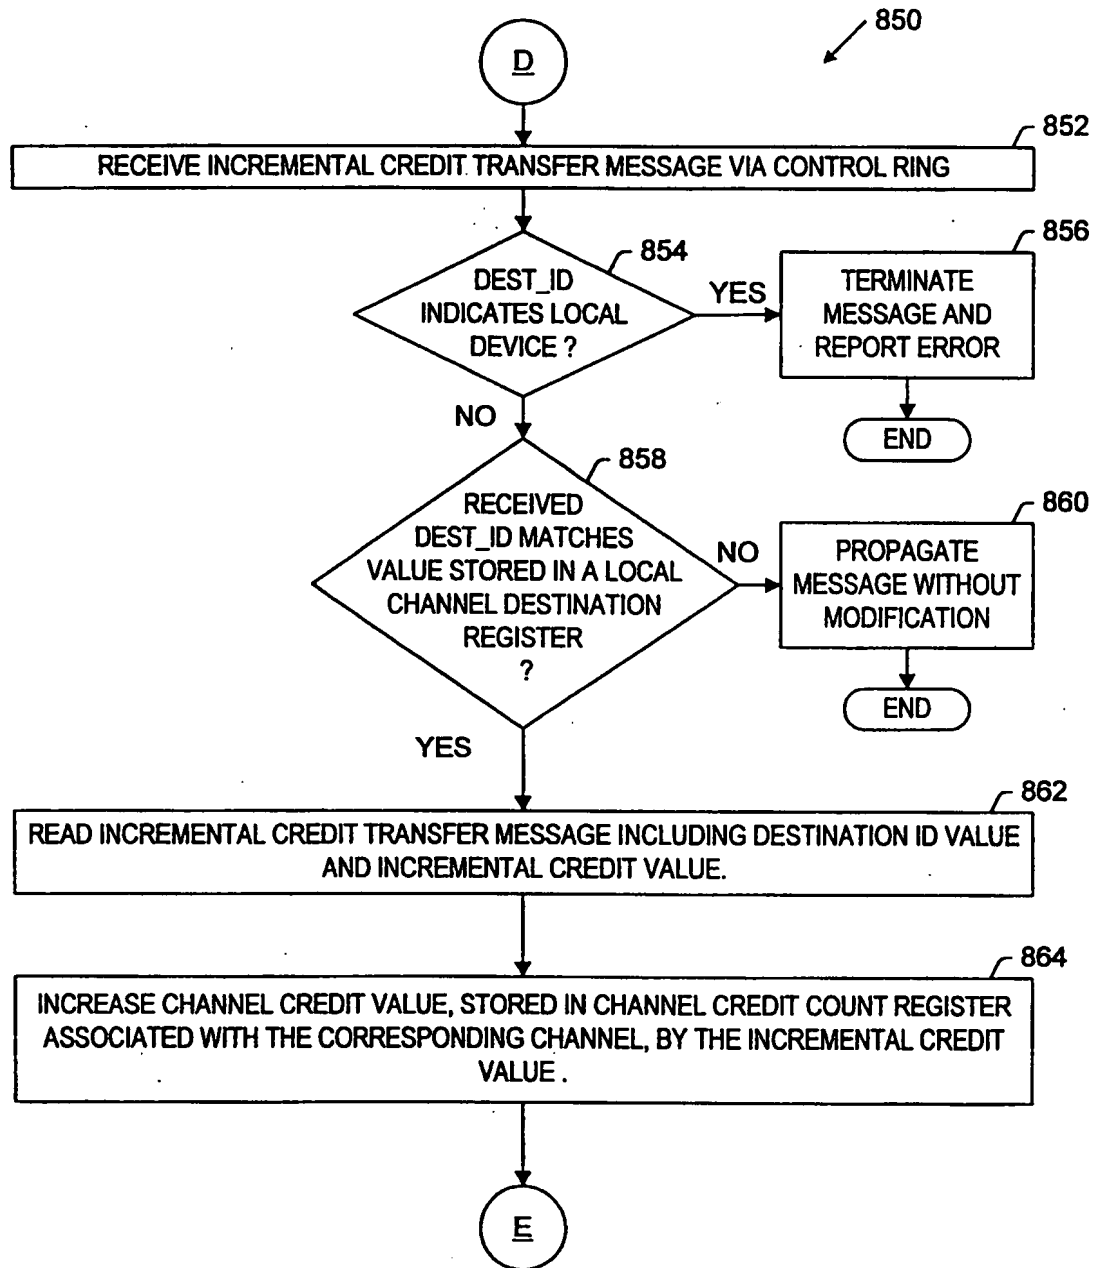 850
D
852
RECEIVE INCREMENTAL CREDIT TRANSFER MESSAGE VIA CONTROL RING
854
DEST_ID
INDICATES LOCAL
DEVICE ?
YES
856
TERMINATE
MESSAGE AND
REPORT ERROR
END
NO
858
RECEIVED
DEST_ID MATCHES
VALUE STORED IN A LOCAL
CHANNEL DESTINATION
REGISTER
?
NO
860
PROPAGATE
MESSAGE WITHOUT
MODIFICATION
END
YES
862
READ INCREMENTAL CREDIT TRANSFER MESSAGE INCLUDING DESTINATION ID VALUE
AND INCREMENTAL CREDIT VALUE.
864
INCREASE CHANNEL CREDIT VALUE, STORED IN CHANNEL CREDIT COUNT REGISTER
ASSOCIATED WITH THE CORRESPONDING CHANNEL, BY THE INCREMENTAL CREDIT
VALUE .
E